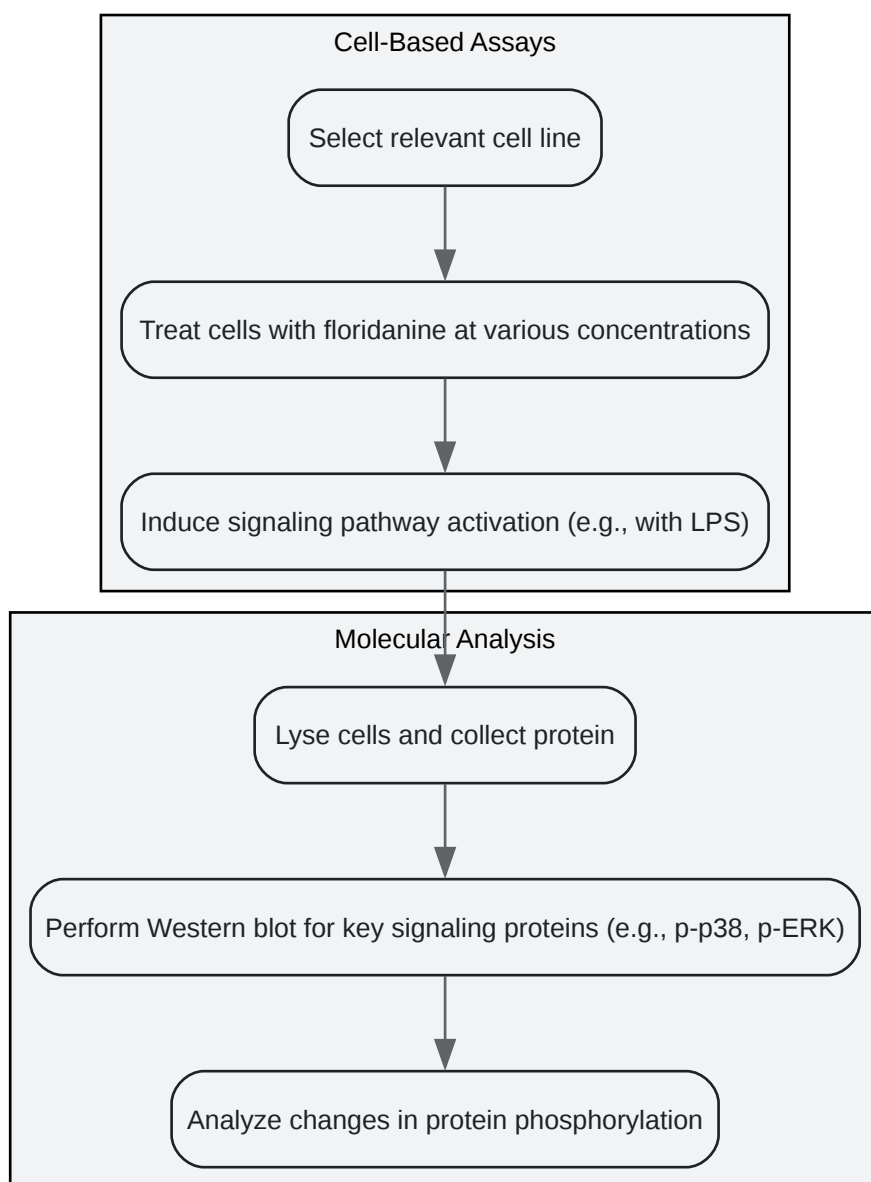 Cell-Based Assays
Select relevant cell line
Treat cells with floridanine at various concentrations
Induce signaling pathway activation (e.g., with LPS)
Molecular Analysis
Lyse cells and collect protein
Perform Western blot for key signaling proteins (e.g., p-p38, p-ERK)
Analyze changes in protein phosphorylation